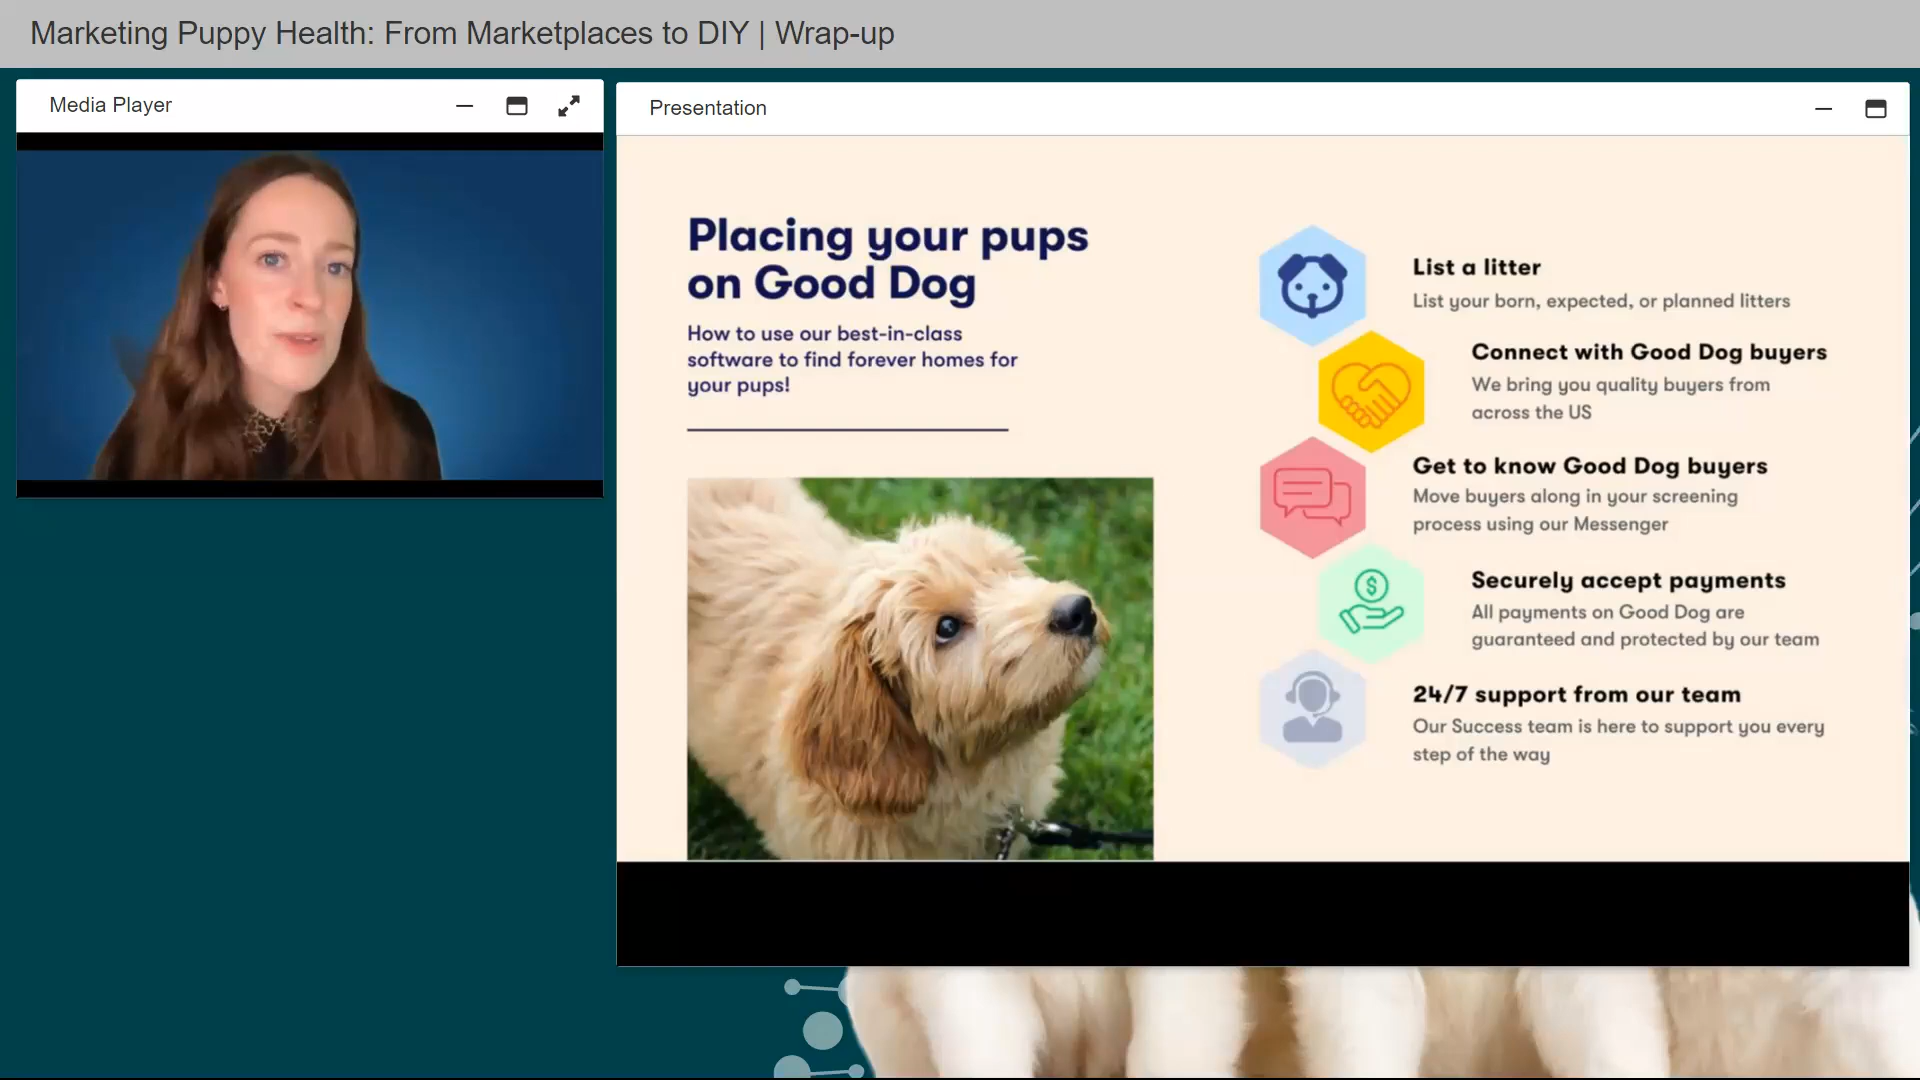 Marketing Puppy Health: From Marketplaces to DIY | Wrap-up
Media Player
Presentation
Placing your pups
on Good Dog
How to use our best-in-class
software to find forever homes for
your pups!
List a litter
List your born, expected, or planned litters
Connect with Good Dog buyers
We bring you quality buyers from
across the US
Get to know Good Dog buyers
Move buyers along in your screening
process using our Messenger
$
Securely accept payments
All payments on Good Dog are
guaranteed and protected by our team
24/7 support from our team
Our Success team is here to support you every
step of the way